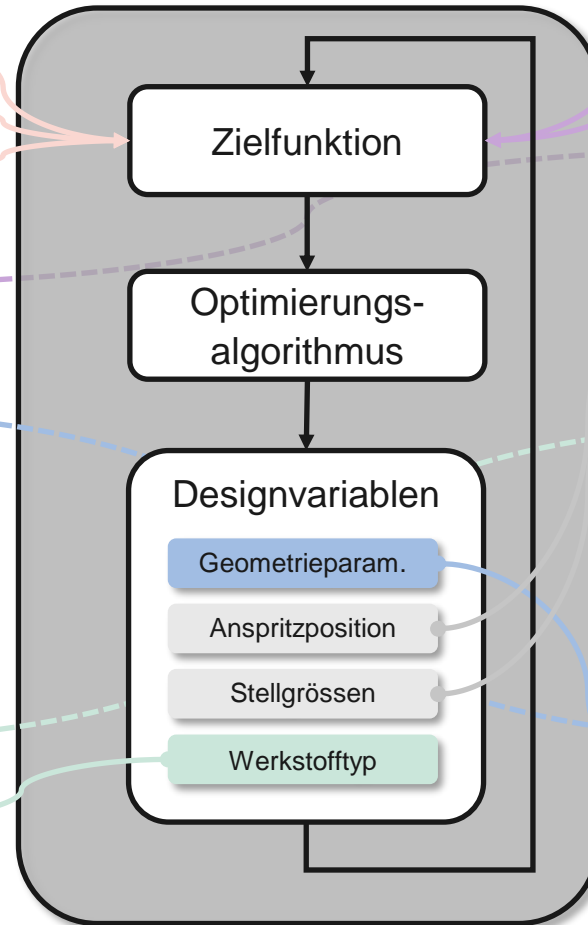 Zielfunktion
Optimierungs-
algorithmus
Designvariablen
Geometrieparam.
Anspritzposition
Stellgrössen
Werkstofftyp